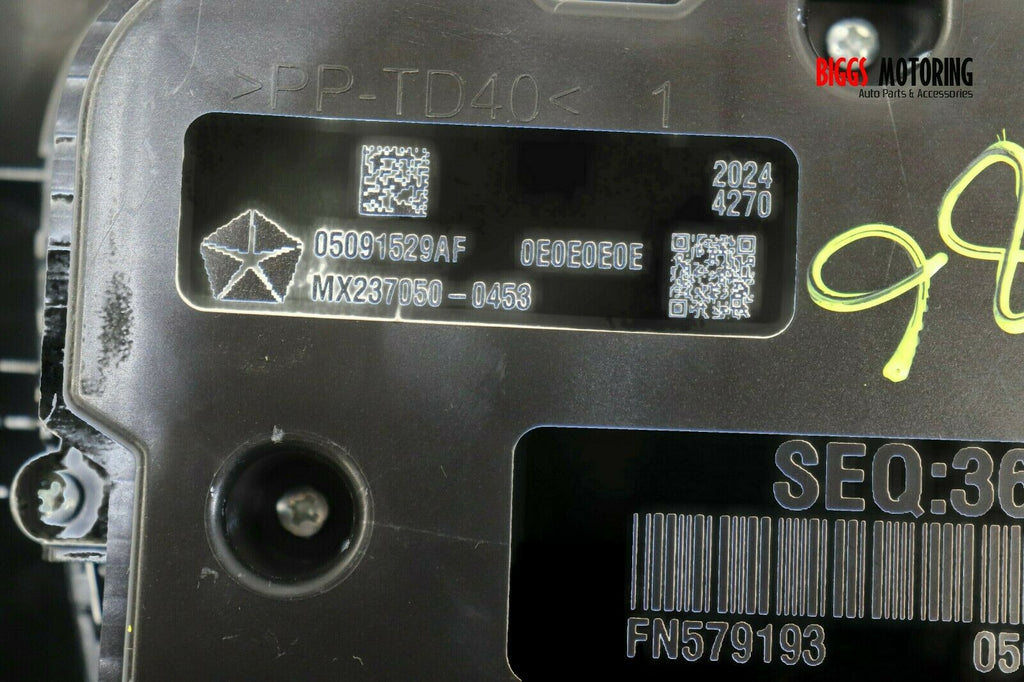 BIGGS MOTORING
Auto Parts & Accessories
>PP-TD40< 1
2024
4270
05091529AF 0E0E0E0E
MX237050-0453
SEQ:36
FN579193 05